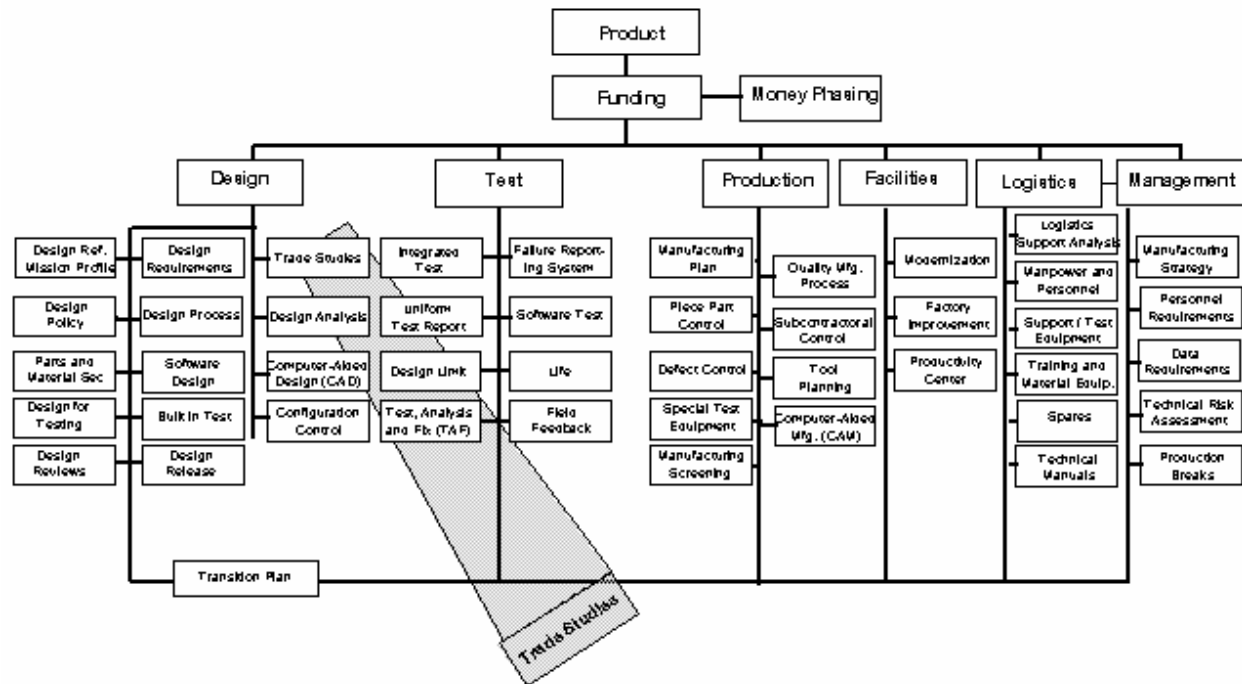 Product
Funding
Money Phasing
Design
Test
Production
Facilities
Logistics
Management
Design Ref.
Mission Profile
Design
Policy
Parts and
Material Sec
Design for
Testing
Design
Reviews
Design
Requirements
Design Process
Software
Design
Built in Test
Design
Release
Trade Studies
Design Analysis
Computer-Aided
Design (CAD)
Configuration
Control
Integrated
Test
Uniform
Test Report
Design Limit
Test, Analysis
and Fix (TAF)
Failure Report-
ing System
Software Test
Life
Field
Feedback
Manufacturing
Plan
Piece Part
Control
Defect Control
Special Test
Equipment
Manufacturing
Screening
Quality Mfg.
Process
Subcontractoral
Control
Tool
Planning
Computer-Aided
Mfg. (CAM)
Modernization
Factory
Improvement
Productivity
Center
Logistics
Support Analysis
Manpower and
Personnel
Support / Test
Equipment
Training and
Material Equip.
Spares
Technical
Manuals
Manufacturing
Strategy
Personnel
Requirements
Data
Requirements
Technical Risk
Assessment
Production
Breaks
Transition Plan
Trade Studies